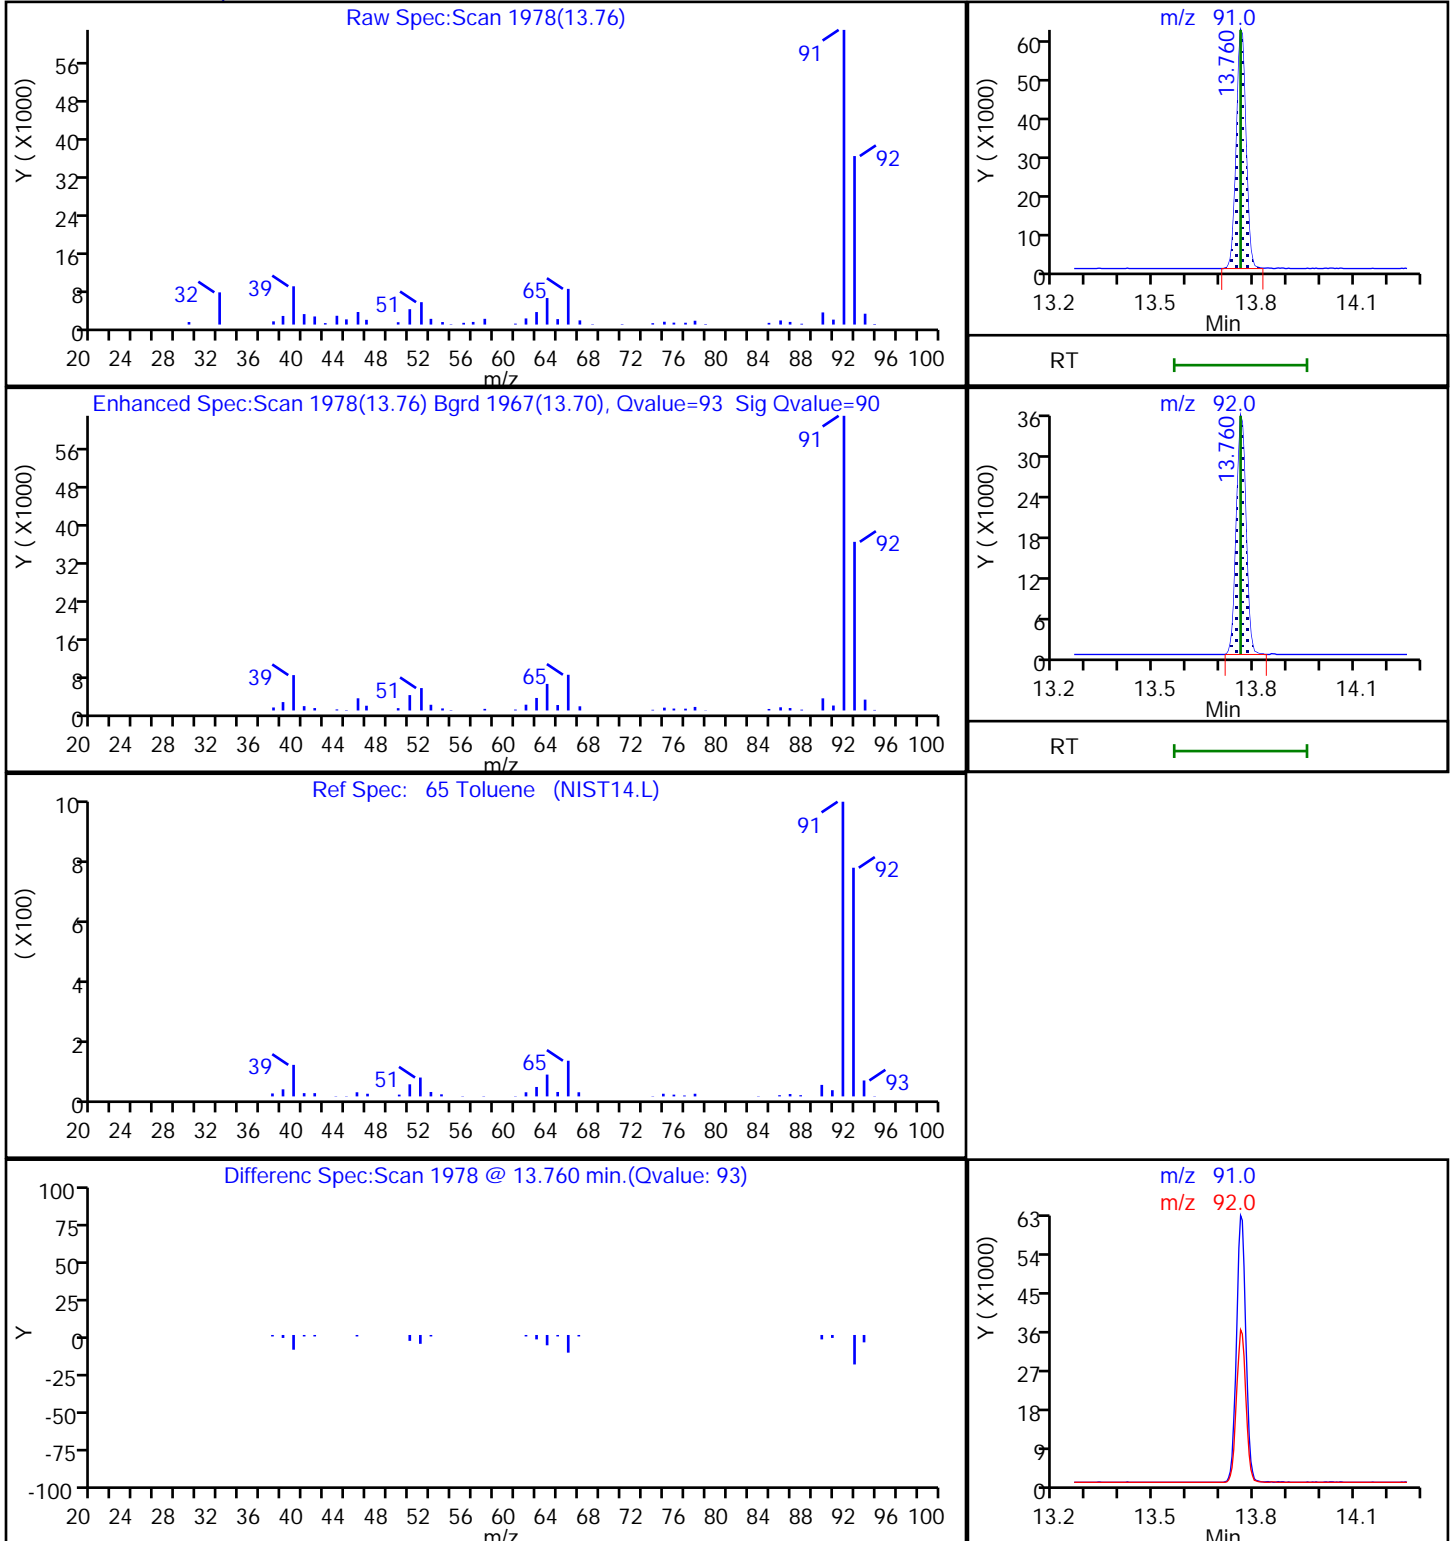 Raw Spec:Scan 1978(13.76)
Y ( X1000)
56
48
40
32
24
16
8
0
91
92
32
39
51
65
20 24 28 32 36 40 44 48 52 56 60 64 68 72 76 80 84 88 92 96 100
m/z
m/z 91.0
Y ( X1000)
60
50
40
30
20
10
0
13.760
13.2 13.5 13.8 14.1
Min
RT
Enhanced Spec:Scan 1978(13.76) Bgrd 1967(13.70), Qvalue=93 Sig Qvalue=90
Y ( X1000)
56
48
40
32
24
16
8
0
91
92
39
51
65
20 24 28 32 36 40 44 48 52 56 60 64 68 72 76 80 84 88 92 96 100
m/z
m/z 92.0
Y ( X1000)
36
30
24
18
12
6
0
13.760
13.2 13.5 13.8 14.1
Min
RT
Ref Spec: 65 Toluene (NIST14.L)
( X100)
10
8
6
4
2
0
91
92
39
51
65
93
20 24 28 32 36 40 44 48 52 56 60 64 68 72 76 80 84 88 92 96 100
Differenc Spec:Scan 1978 @ 13.760 min.(Qvalue: 93)
Y
100
75
50
25
0
-25
-50
-75
-100
20 24 28 32 36 40 44 48 52 56 60 64 68 72 76 80 84 88 92 96 100
m/z
m/z 91.0
m/z 92.0
Y ( X1000)
63
54
45
36
27
18
9
0
13.2 13.5 13.8 14.1
Min